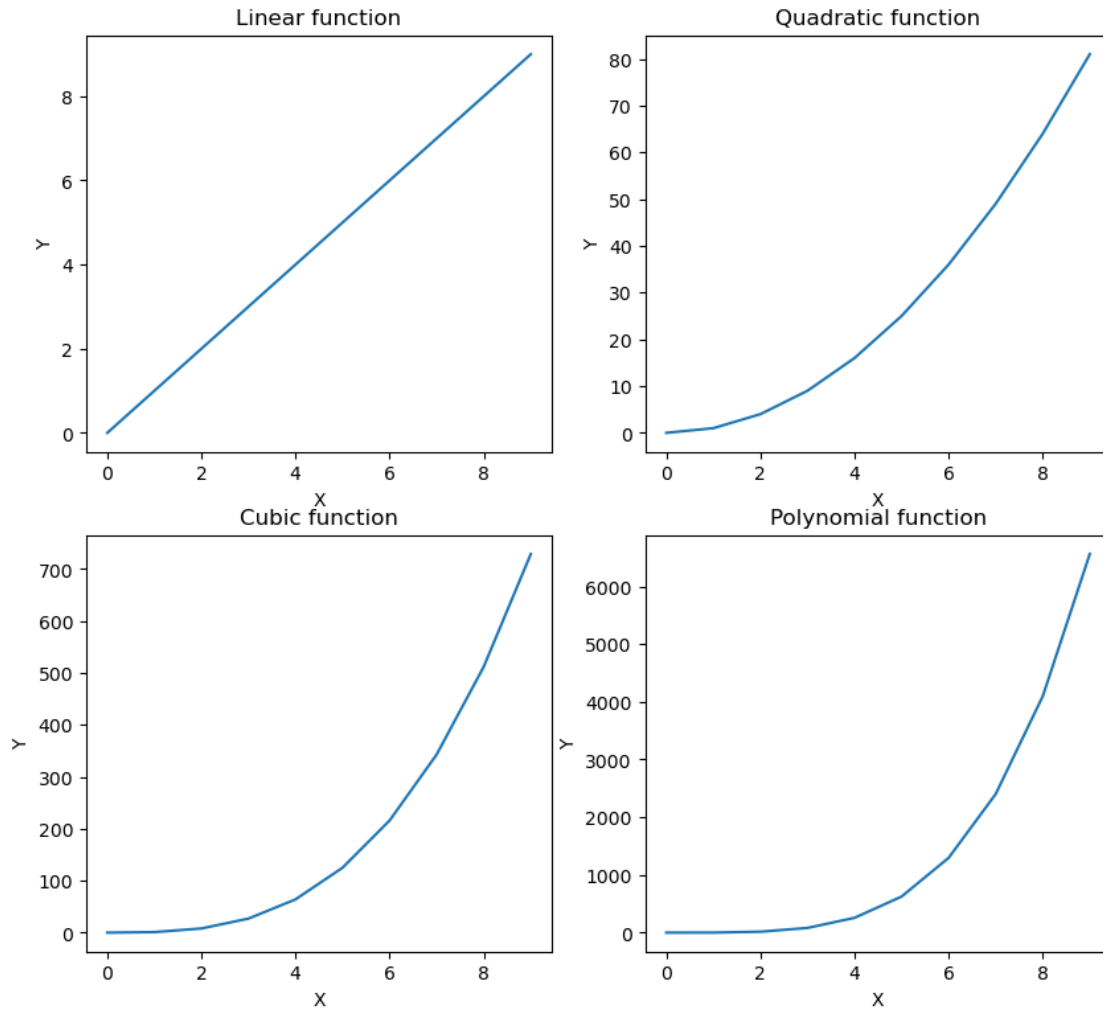 Linear function
8
6
4
2
0
Y
0 2 4 6 8
X
Quadratic function
80
70
60
50
40
30
20
10
0
Y
0 2 4 6 8
X
Cubic function
700
600
500
400
300
200
100
0
Y
0 2 4 6 8
X
Polynomial function
6000
5000
4000
3000
2000
1000
0
Y
0 2 4 6 8
X